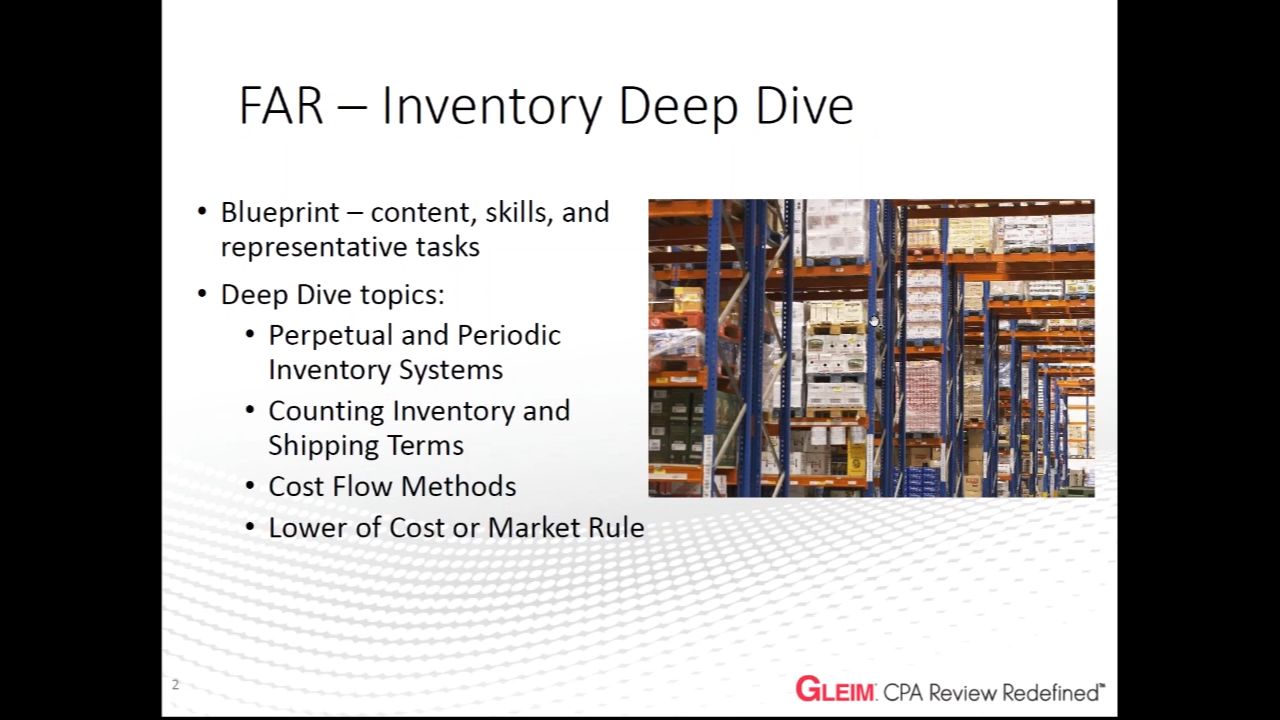 FAR – Inventory Deep Dive
• Blueprint – content, skills, and
representative tasks
• Deep Dive topics:
• Perpetual and Periodic
Inventory Systems
• Counting Inventory and
Shipping Terms
• Cost Flow Methods
• Lower of Cost or Market Rule
2
GLEIM. CPA Review Redefined™